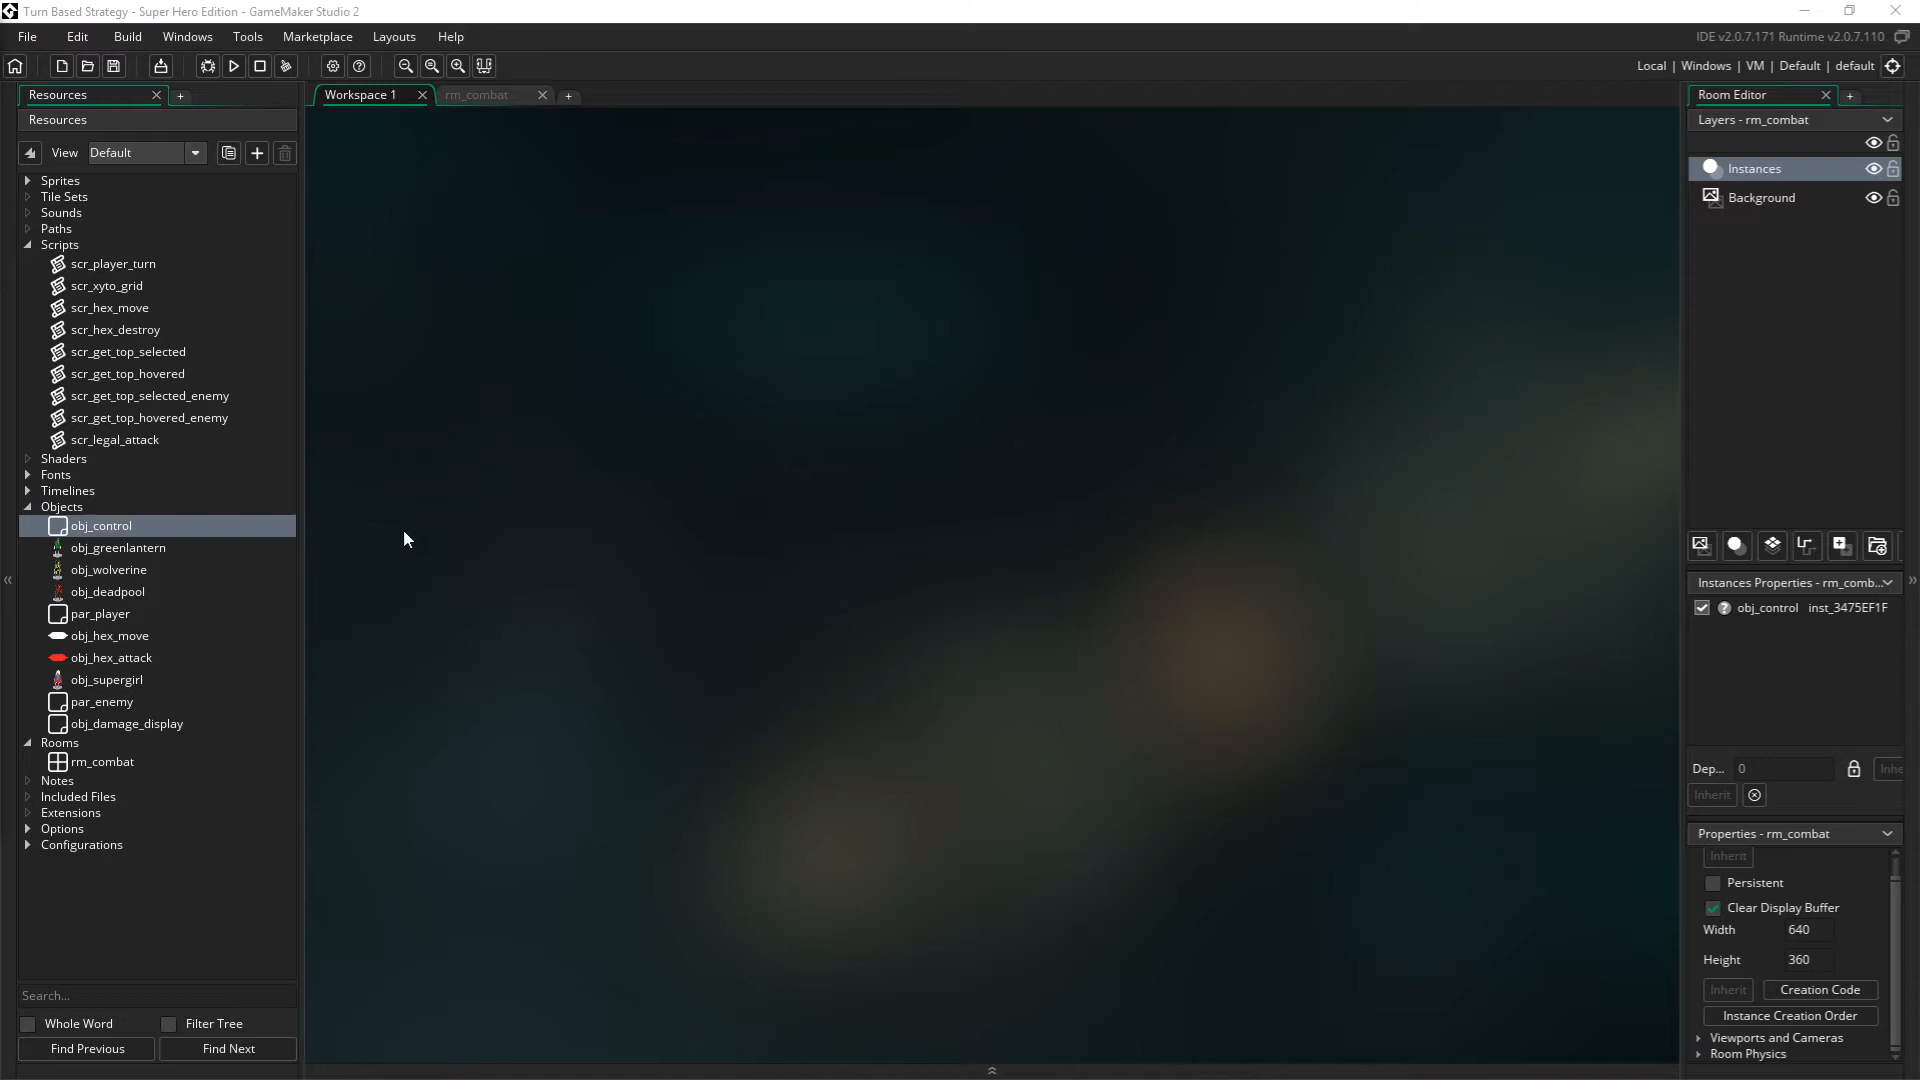 Turn Based Strategy - Super Hero Edition - GameMaker Studio 2
File Edit Build Windows Tools Marketplace Layouts Help
IDE v2.0.7.171 Runtime v2.0.7.110
Local | Windows | VM | Default | default
Resources
Workspace 1
rm_combat
Room Editor
Resources
View Default
Sprites
Tile Sets
Sounds
Paths
Scripts
scr_player_turn
scr_xyto_grid
scr_hex_move
scr_hex_destroy
scr_get_top_selected
scr_get_top_hovered
scr_get_top_selected_enemy
scr_get_top_hovered_enemy
scr_legal_attack
Shaders
Fonts
Timelines
Objects
obj_control
obj_greenlantern
obj_wolverine
obj_deadpool
par_player
obj_hex_move
obj_hex_attack
obj_supergirl
par_enemy
obj_damage_display
Rooms
rm_combat
Notes
Included Files
Extensions
Options
Configurations
Search...
Whole Word
Filter Tree
Find Previous
Find Next
Layers - rm_combat
Instances
Background
Instances Properties - rm_comb...
obj_control inst_3475EF1F
Dep... 0
Inhe
Inherit
Properties - rm_combat
Inherit
Persistent
Clear Display Buffer
Width 640
Height 360
Inherit
Creation Code
Instance Creation Order
Viewports and Cameras
Room Physics